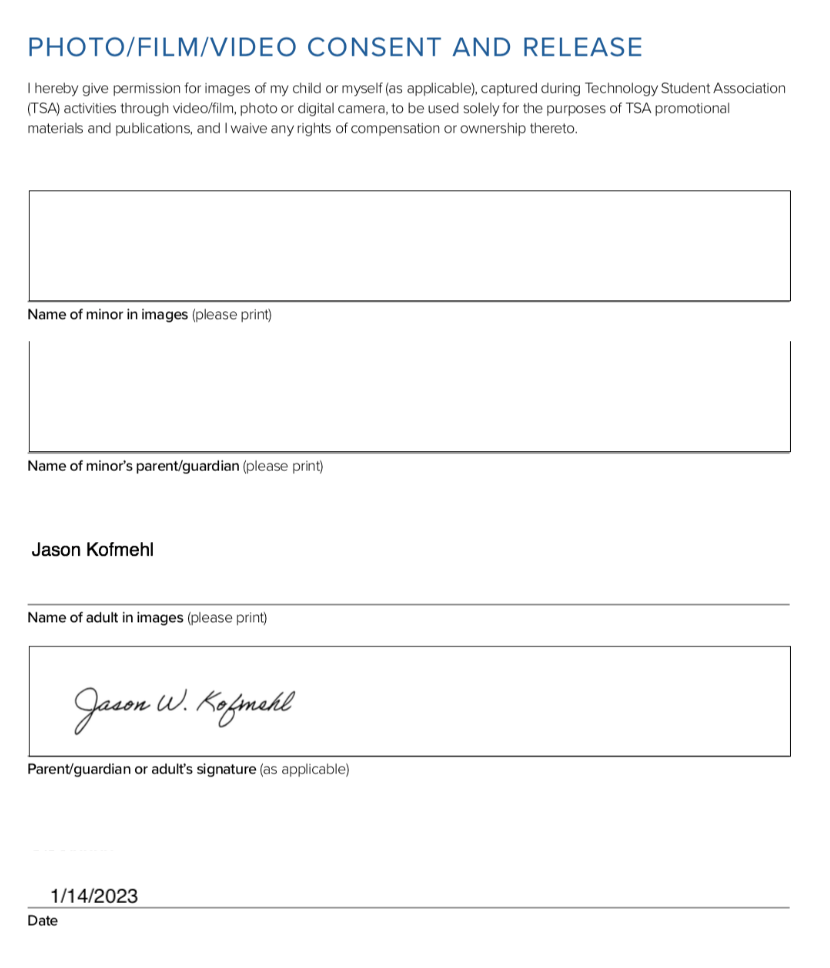 PHOTO/FILM/VIDEO CONSENT AND RELEASE
I hereby give permission for images of my child or myself (as applicable), captured during Technology Student Association
(TSA) activities through video/film, photo or digital camera, to be used solely for the purposes of TSA promotional
materials and publications, and I waive any rights of compensation or ownership thereto.
Name of minor in images (please print)
Name of minor's parent/guardian (please print)
Jason Kofmehl
Name of adult in images (please print)
Jason W. Kofmehl
Parent/guardian or adult's signature (as applicable)
1/14/2023
Date